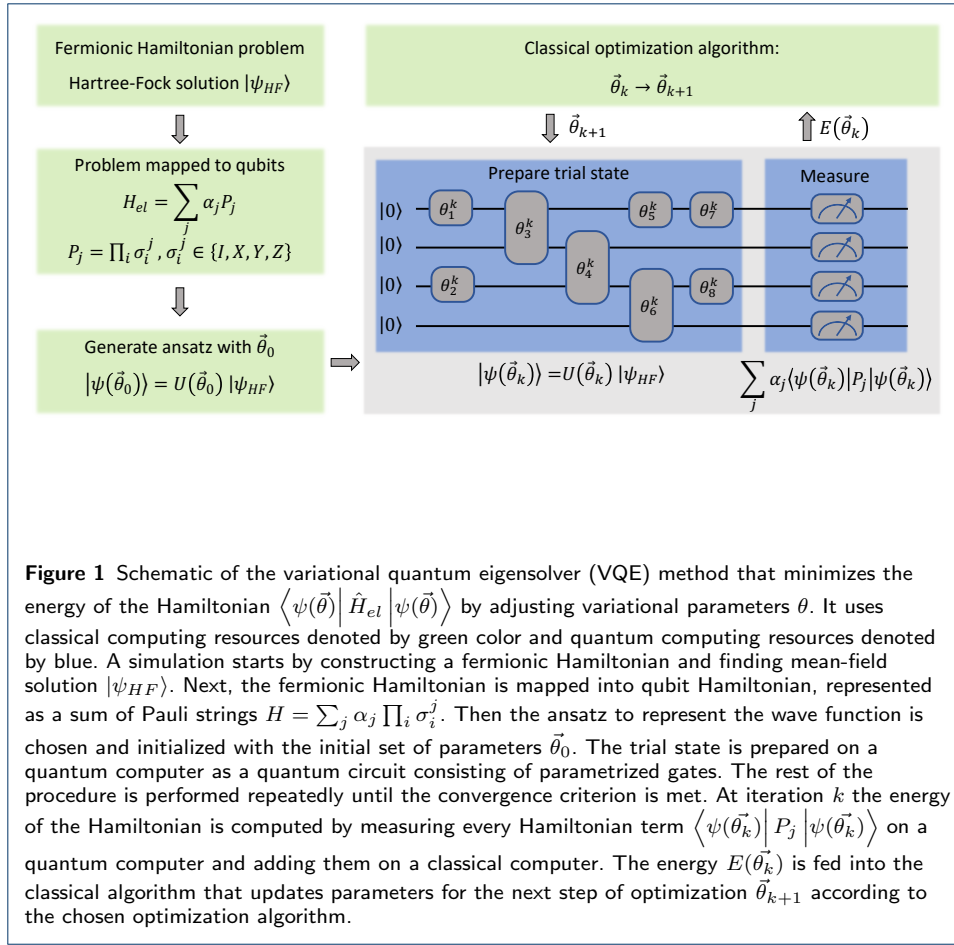 Fermionic Hamiltonian problem
Hartree-Fock solution |ψ_HF⟩
Problem mapped to qubits
H_el = ∑_j α_j P_j
P_j = ∏_i σ_i^j, σ_i^j ∈ {I, X, Y, Z}
Generate ansatz with θ⃗_0
|ψ(θ⃗_0)⟩ = U(θ⃗_0) |ψ_HF⟩
Classical optimization algorithm:
θ⃗_k → θ⃗_{k+1}
θ⃗_{k+1}
E(θ⃗_k)
Prepare trial state
|0⟩
|0⟩
|0⟩
|0⟩
θ_1^k
θ_2^k
θ_3^k
θ_4^k
θ_5^k
θ_6^k
θ_7^k
θ_8^k
|ψ(θ⃗_k)⟩ =U(θ⃗_k) |ψ_HF⟩
Measure
∑_j α_j⟨ψ(θ⃗_k)|P_j|ψ(θ⃗_k)⟩
Figure 1 Schematic of the variational quantum eigensolver (VQE) method that minimizes the
energy of the Hamiltonian ⟨ψ(θ⃗)| Ĥ_el |ψ(θ⃗)⟩ by adjusting variational parameters θ. It uses
classical computing resources denoted by green color and quantum computing resources denoted
by blue. A simulation starts by constructing a fermionic Hamiltonian and finding mean-field
solution |ψ_HF⟩. Next, the fermionic Hamiltonian is mapped into qubit Hamiltonian, represented
as a sum of Pauli strings H = ∑_j α_j ∏_i σ_i^j. Then the ansatz to represent the wave function is
chosen and initialized with the initial set of parameters θ⃗_0. The trial state is prepared on a
quantum computer as a quantum circuit consisting of parametrized gates. The rest of the
procedure is performed repeatedly until the convergence criterion is met. At iteration k the energy
of the Hamiltonian is computed by measuring every Hamiltonian term ⟨ψ(θ⃗_k)| P_j |ψ(θ⃗_k)⟩ on a
quantum computer and adding them on a classical computer. The energy E(θ⃗_k) is fed into the
classical algorithm that updates parameters for the next step of optimization θ⃗_{k+1} according to
the chosen optimization algorithm.